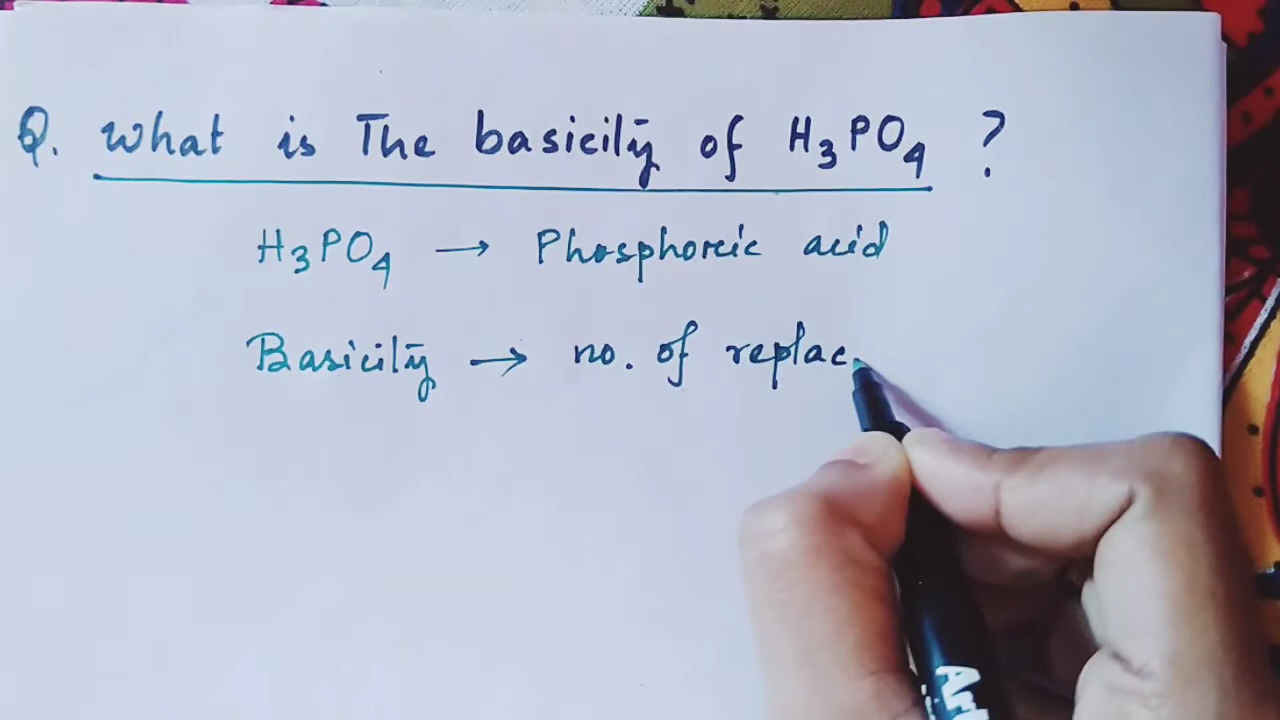 Q. What is The basicity of H₃PO₄ ?
H₃PO₄ → Phosphoric acid
Basicity → no. of replac